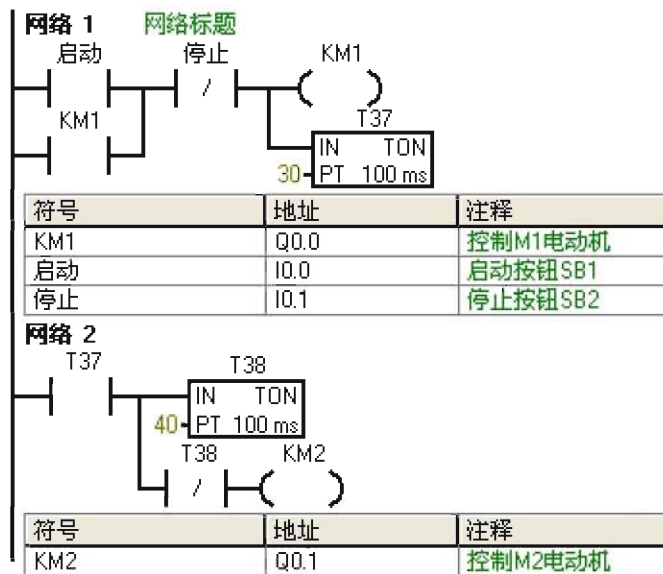 网络 1 网络标题
启动 停止 KM1
/
KM1 T37
IN TON
30 PT 100 ms
符号 地址 注释
KM1 Q0.0 控制M1电动机
启动 I0.0 启动按钮SB1
停止 I0.1 停止按钮SB2
网络 2
T37 T38
IN TON
40 PT 100 ms
T38 KM2
/
符号 地址 注释
KM2 Q0.1 控制M2电动机